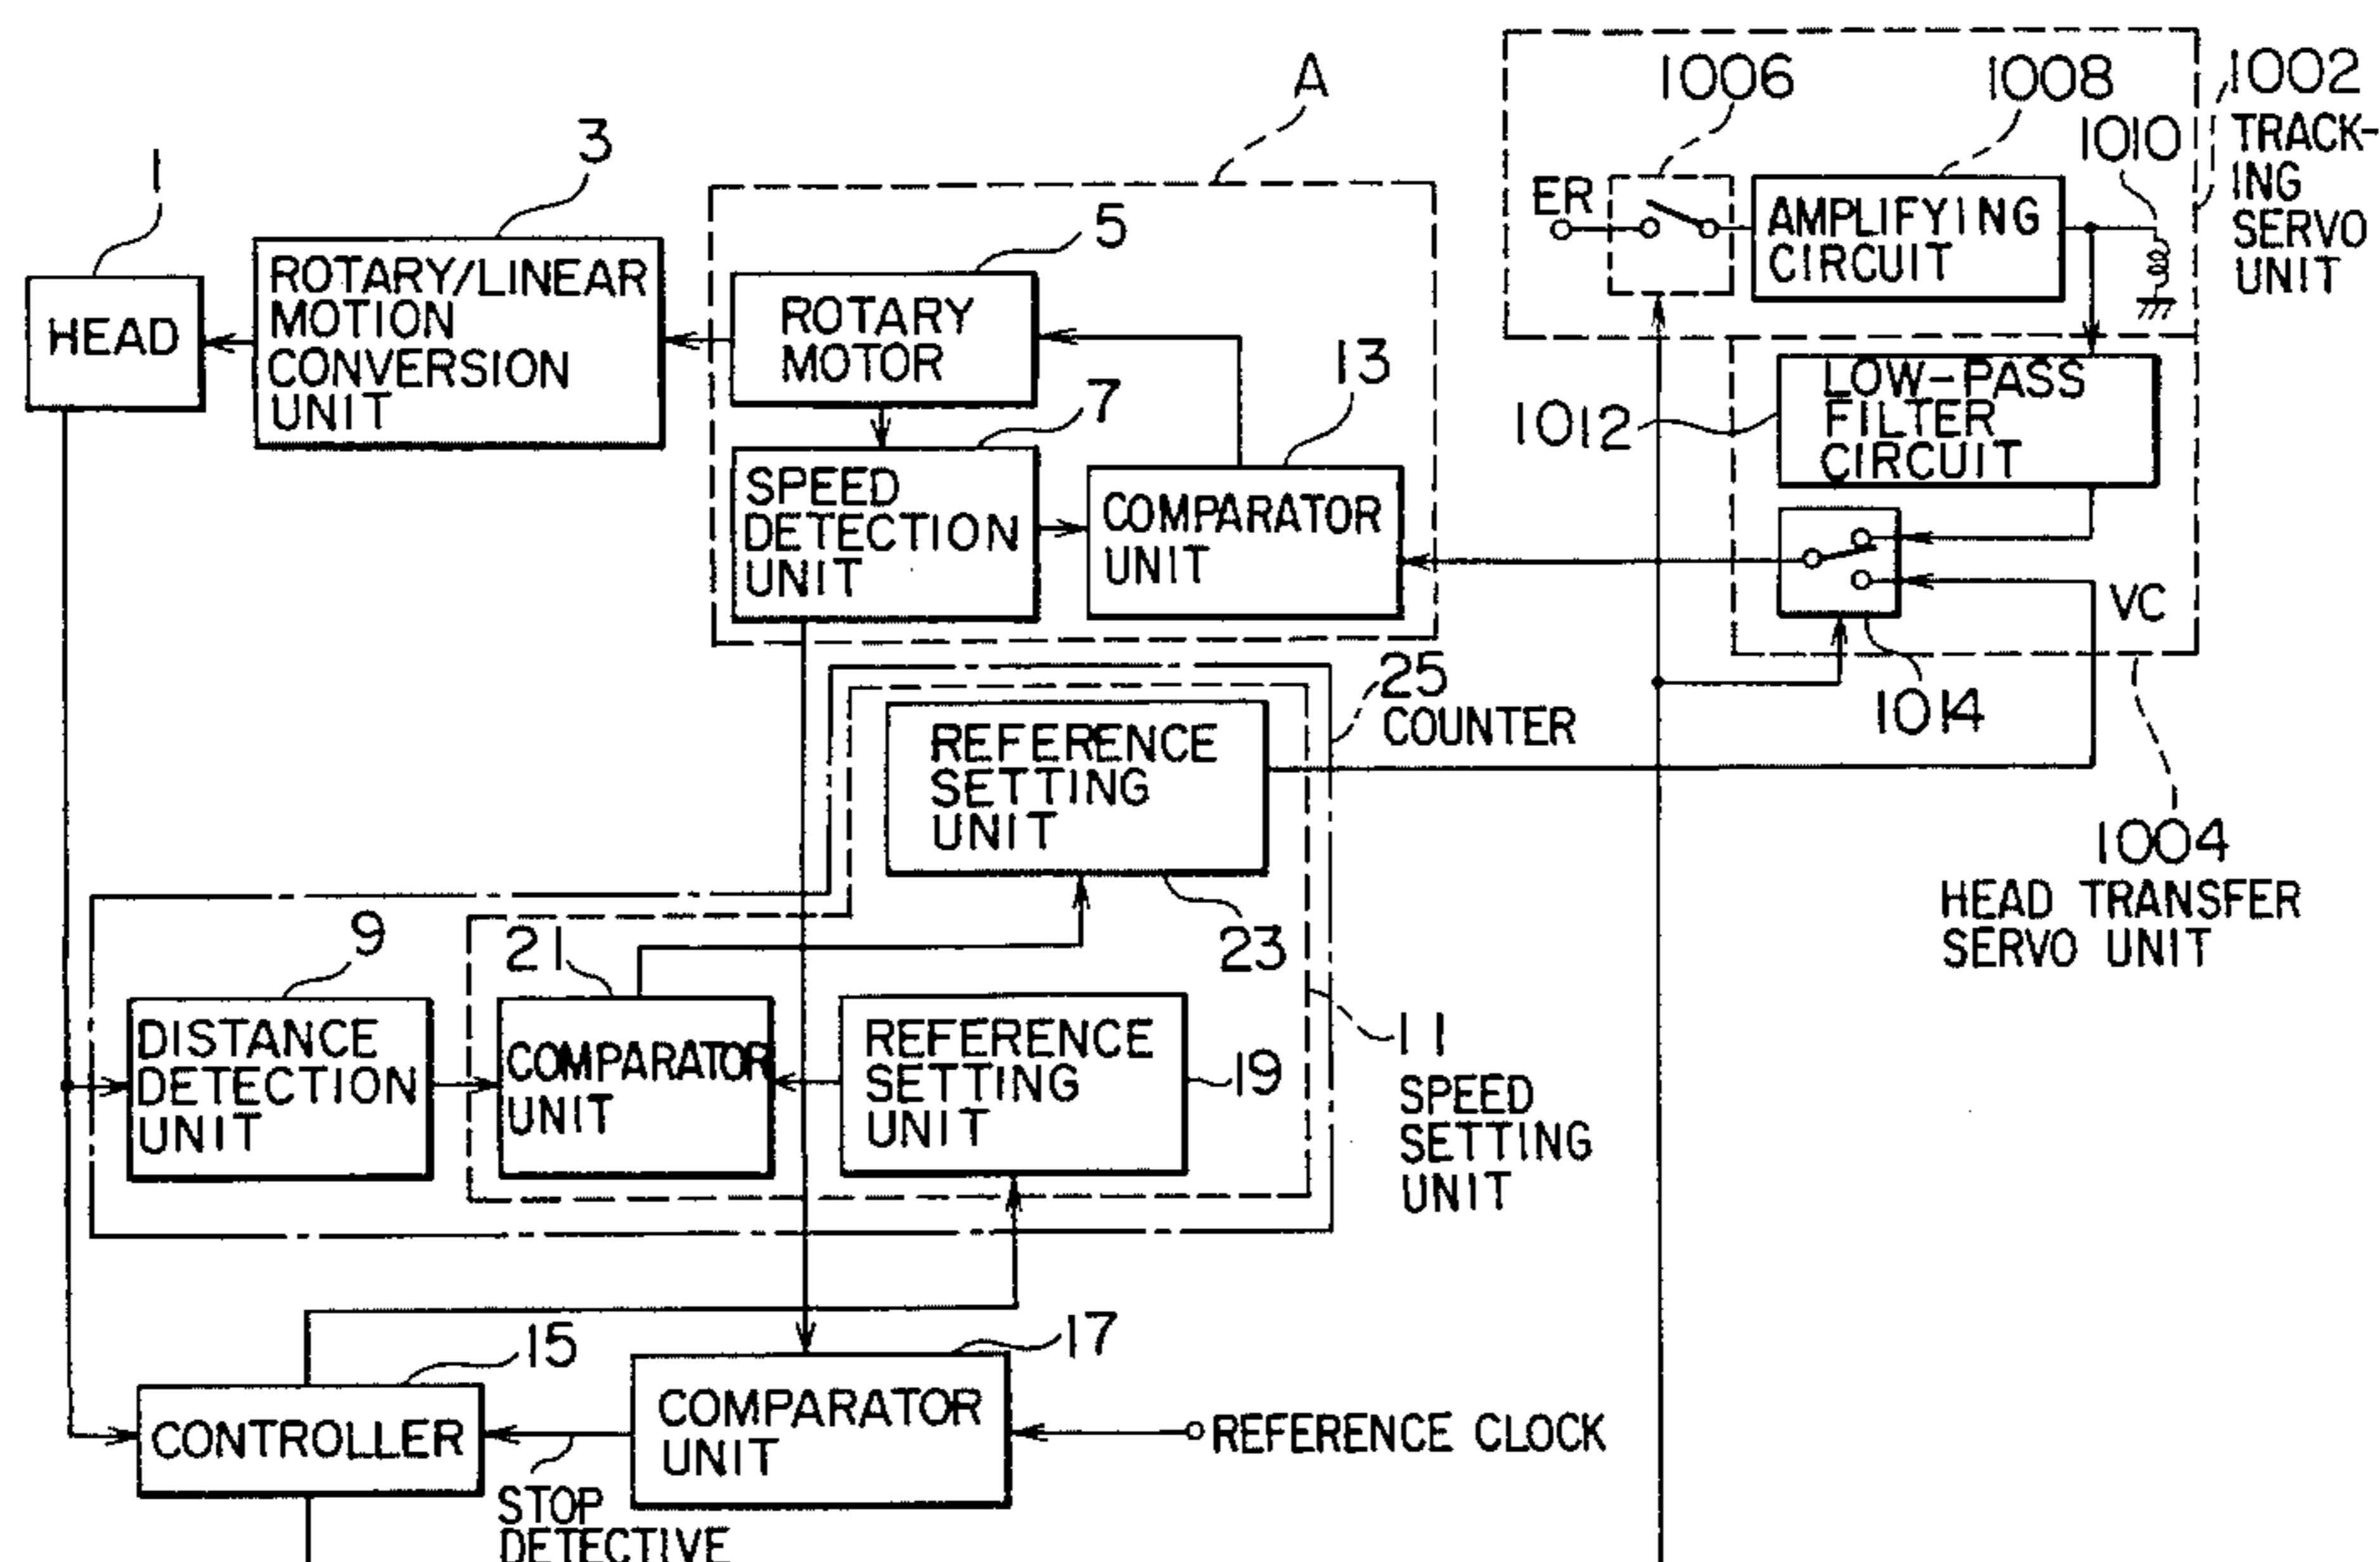 A
1006
1008
1002
TRACK-
ING
SERVO
UNIT
1010
1
3
5
ER
AMPLIFYING
CIRCUIT
HEAD
ROTARY/LINEAR
MOTION
CONVERSION
UNIT
ROTARY
MOTOR
7
13
1012
LOW-PASS
FILTER
CIRCUIT
SPEED
DETECTION
UNIT
COMPARATOR
UNIT
VC
25
COUNTER
1014
REFERENCE
SETTING
UNIT
1004
HEAD TRANSFER
SERVO UNIT
9
21
23
DISTANCE
DETECTION
UNIT
COMPARATOR
UNIT
REFERENCE
SETTING
UNIT
19
11
SPEED
SETTING
UNIT
15
17
CONTROLLER
COMPARATOR
UNIT
REFERENCE CLOCK
STOP
DETECTIVE